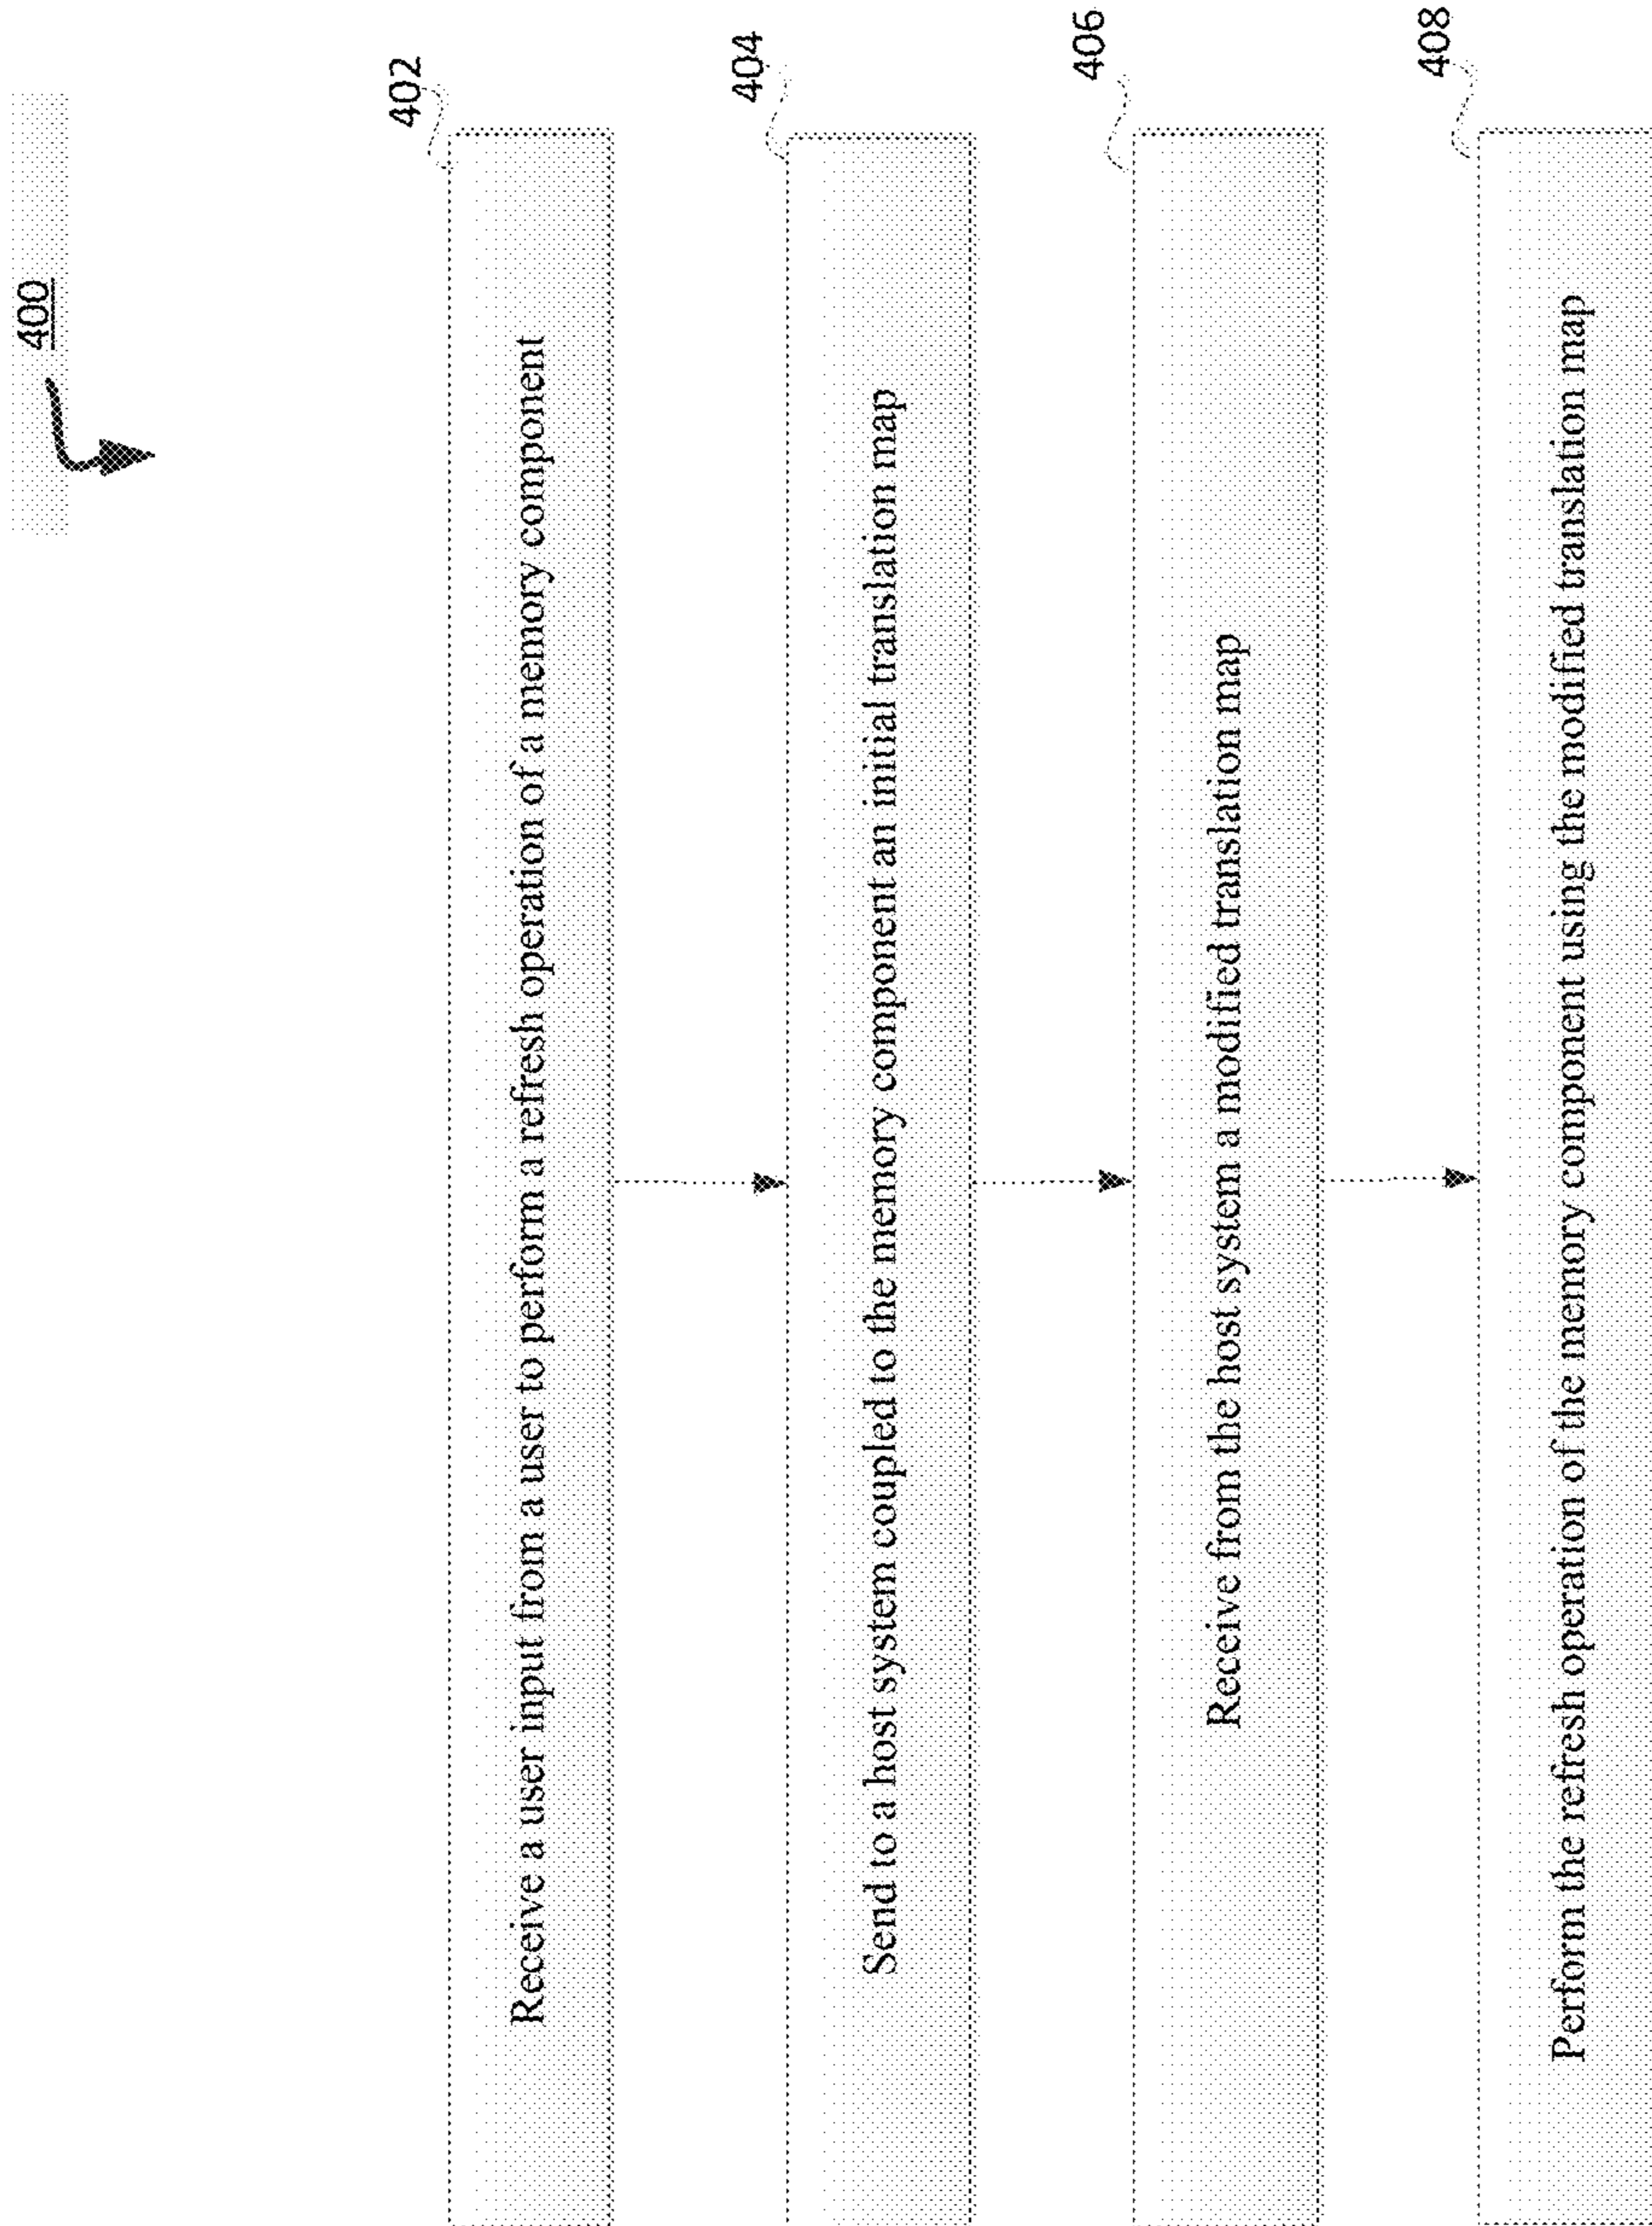 400
402
Receive a user input from a user to perform a refresh operation of a memory component
404
Send to a host system coupled to the memory component an initial translation map
406
Receive from the host system a modified translation map
408
Perform the refresh operation of the memory component using the modified translation map